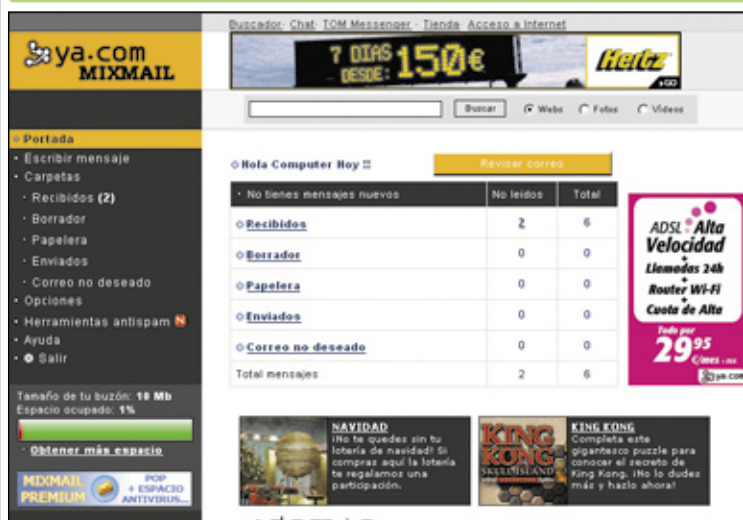 Buscador· Chat· TOM Messenger · Tienda· Acceso a Internet
ya.com
MIXMAIL
7 DIAS
DESDE: 150€
Hertz
Buscar
Webs
Fotos
Vídeos
Portada
Escribir mensaje
Carpetas
Recibidos (2)
Borrador
Papelera
Enviados
Correo no deseado
Opciones
Herramientas antispam N
Ayuda
Salir
Tamaño de tu buzón: 10 Mb
Espacio ocupado: 1%
Obtener más espacio
MIXMAIL
PREMIUM
POP
+ ESPACIO
ANTIVIRUS...
Hola Computer Hoy !!
Revisar correo
No tienes mensajes nuevos No leídos Total
Recibidos 2 6
Borrador 0 0
Papelera 0 0
Enviados 0 0
Correo no deseado 0 0
Total mensajes 2 6
ADSL Alta
Velocidad
+
Llamadas 24h
+
Router Wi-Fi
+
Cuota de Alta
Todo por
29,95
€/mes
ya.com
NAVIDAD
¡No te quedes sin tu
lotería de navidad! Si
compras aquí la lotería
te regalamos una
participación.
KING
KONG
SKULL ISLAND
KING KONG
Completa este
gigantesco puzzle para
conocer el secreto de
King Kong. ¡No lo dudes
más y hazlo ahora!